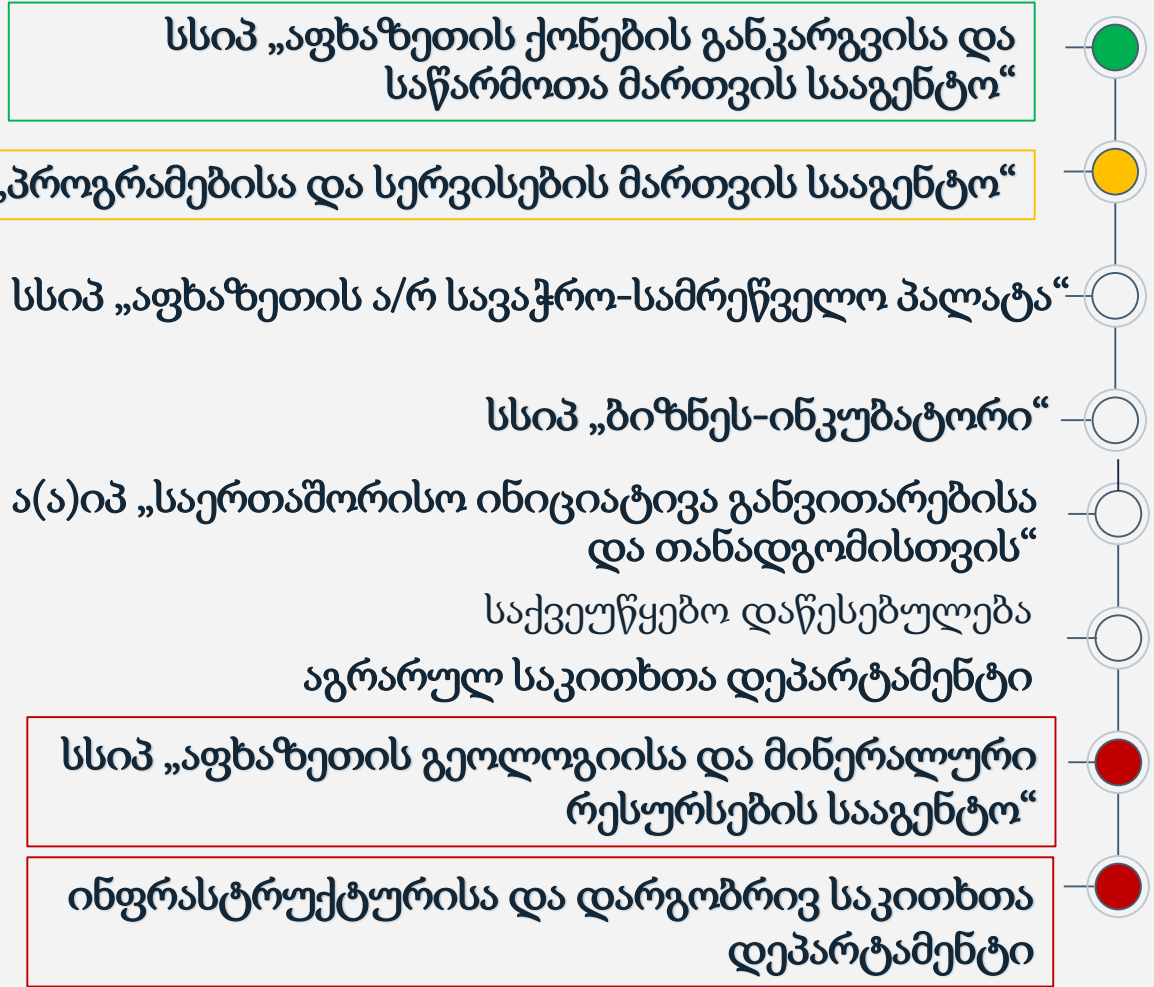 სსიპ „აფხაზეთის ქონების განკარგვისა და
საწარმოთა მართვის სააგენტო“
„პროგრამებისა და სერვისების მართვის სააგენტო“
სსიპ „აფხაზეთის ა/რ სავაჭრო-სამრეწველო პალატა“
სსიპ „ბიზნეს-ინკუბატორი“
ა(ა)იპ „საერთაშორისო ინიციატივა განვითარებისა
და თანადგომისთვის“
საქვეუწყებო დაწესებულება
აგრარულ საკითხთა დეპარტამენტი
სსიპ „აფხაზეთის გეოლოგიისა და მინერალური
რესურსების სააგენტო“
ინფრასტრუქტურისა და დარგობრივ საკითხთა
დეპარტამენტი